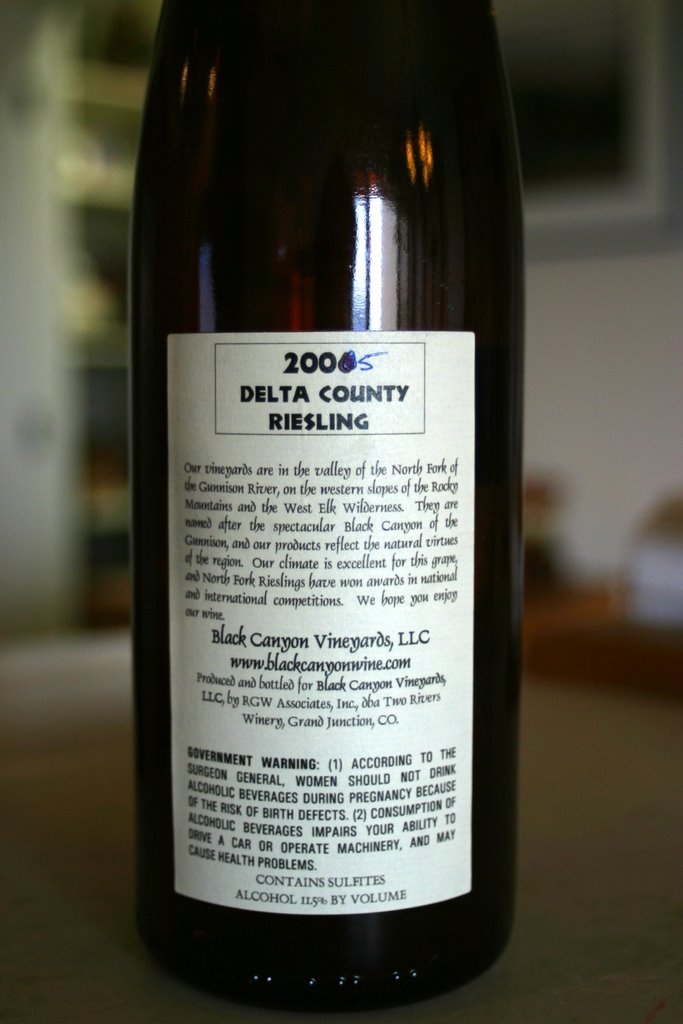 2005
DELTA COUNTY
RIESLING
Our vineyards are in the valley of the North Fork of
the Gunnison River, on the western slopes of the Rocky
Mountains and the West Elk Wilderness. They are
named after the spectacular Black Canyon of the
Gunnison, and our products reflect the natural virtues
of the region. Our climate is excellent for this grape,
and North Fork Rieslings have won awards in national
and international competitions. We hope you enjoy
our wine.
Black Canyon Vineyards, LLC
www.blackcanyonwine.com
Produced and bottled for Black Canyon Vineyards,
LLC, by RGW Associates, Inc., dba Two Rivers
Winery, Grand Junction, CO.
GOVERNMENT WARNING: (1) ACCORDING TO THE
SURGEON GENERAL, WOMEN SHOULD NOT DRINK
ALCOHOLIC BEVERAGES DURING PREGNANCY BECAUSE
OF THE RISK OF BIRTH DEFECTS. (2) CONSUMPTION OF
ALCOHOLIC BEVERAGES IMPAIRS YOUR ABILITY TO
DRIVE A CAR OR OPERATE MACHINERY, AND MAY
CAUSE HEALTH PROBLEMS.
CONTAINS SULFITES
ALCOHOL 11.5% BY VOLUME